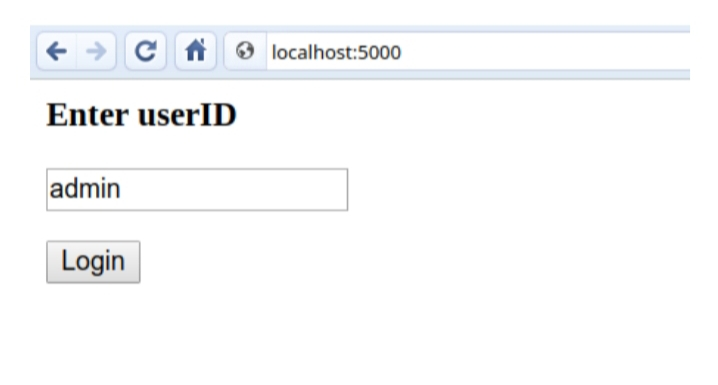 localhost:5000
Enter userID
admin
Login